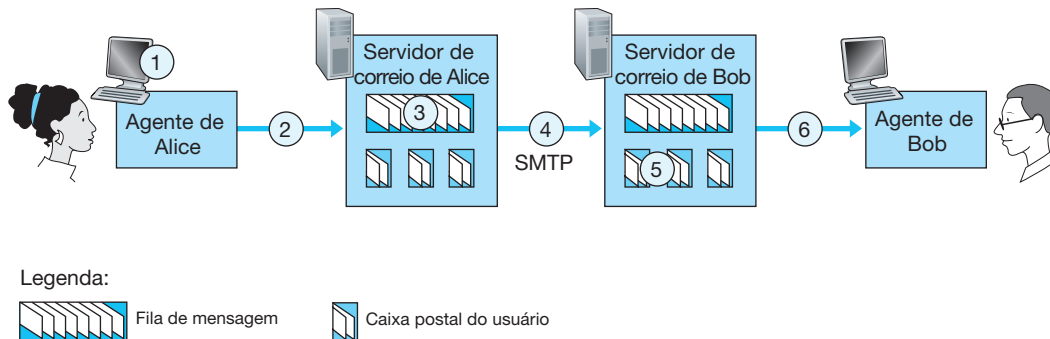 1
Agente de
Alice
2
Servidor de
correio de Alice
3
4
SMTP
Servidor de
correio de Bob
5
6
Agente de
Bob
Legenda:
Fila de mensagem
Caixa postal do usuário